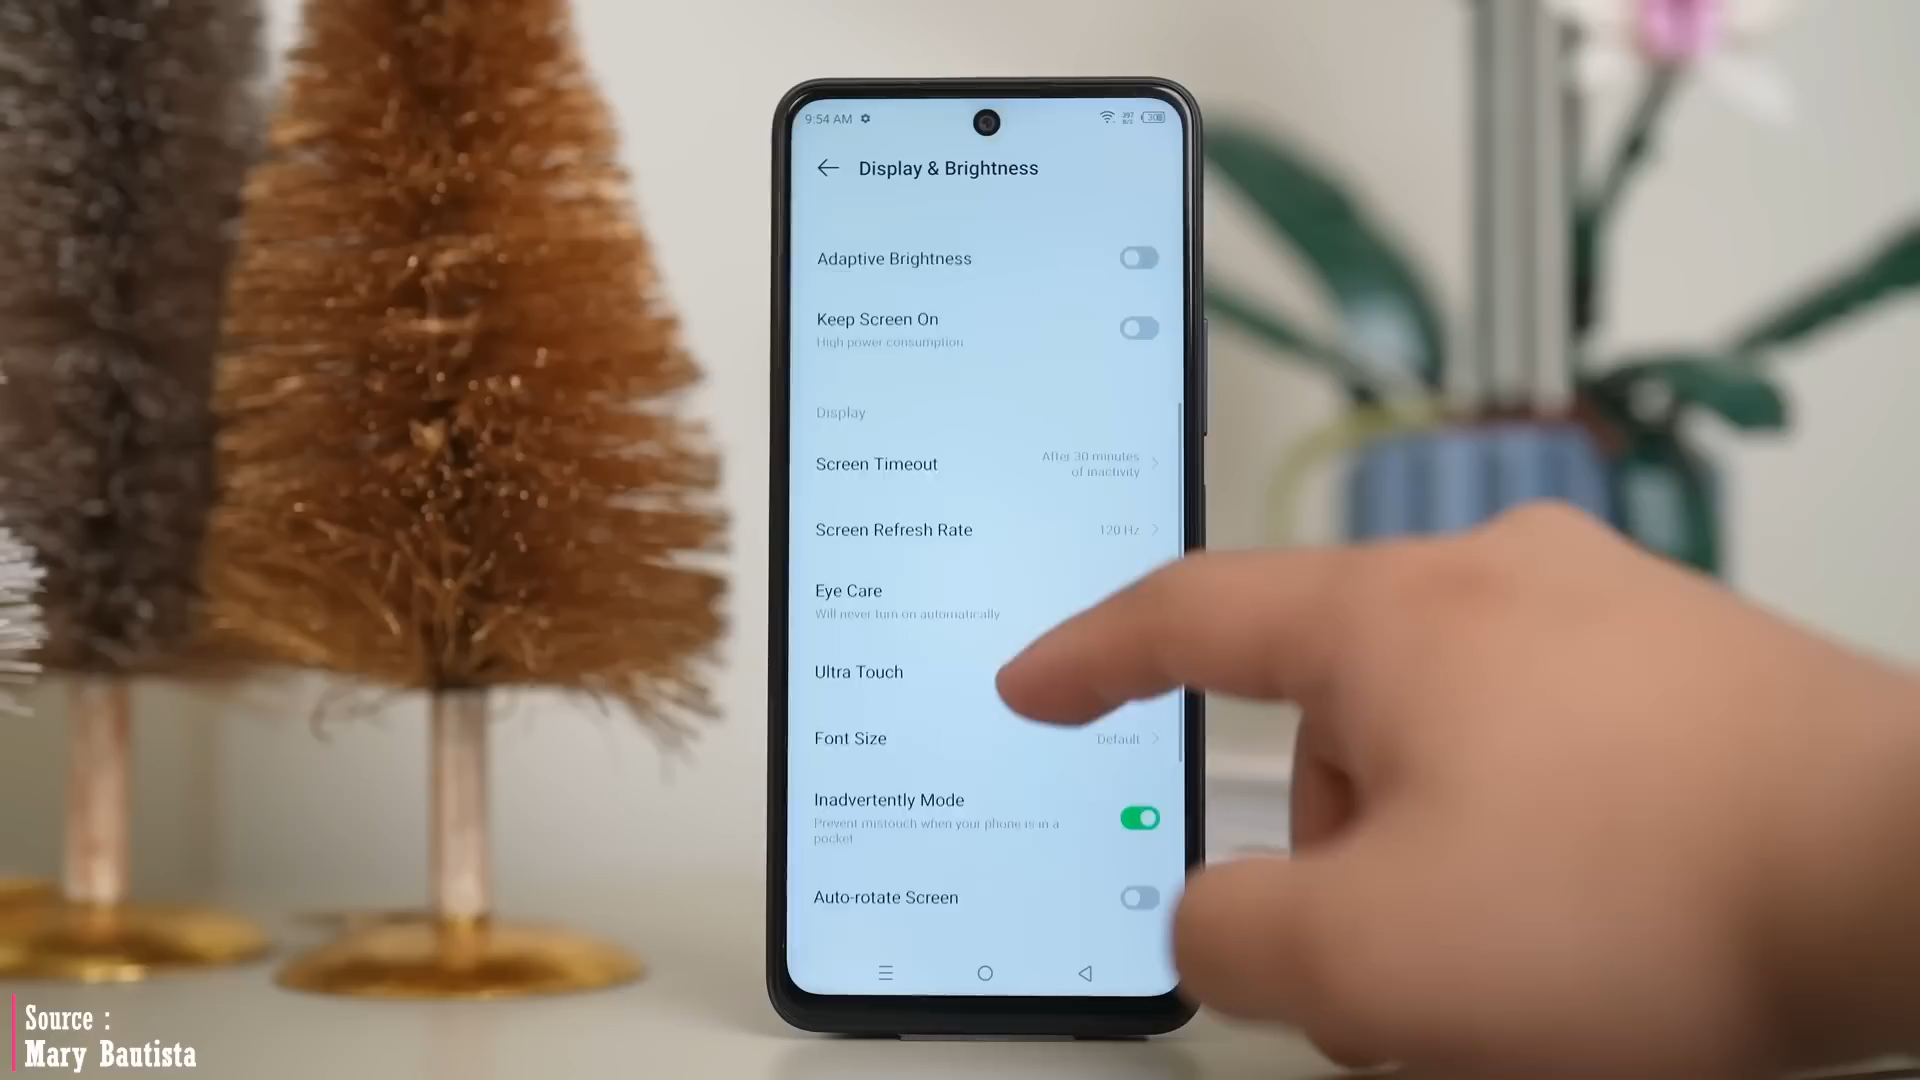 9:54 AM
397
B/S
30
Display & Brightness
Adaptive Brightness
Keep Screen On
High power consumption
Display
Screen Timeout
After 30 minutes
of inactivity
Screen Refresh Rate
120 Hz
Eye Care
Will never turn on automatically
Ultra Touch
Font Size
Default
Inadvertently Mode
Prevent mistouch when your phone is in a
pocket
Auto-rotate Screen
Source :
Mary Bautista